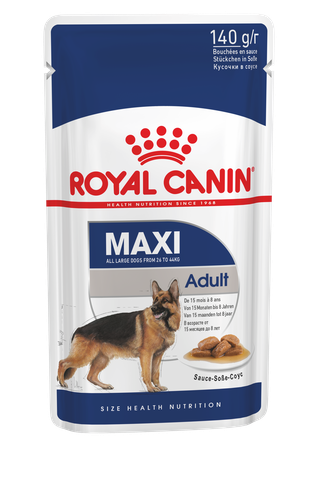 140 g/г
Bouchées en sauce
Stückchen in Soße
Кусочки в соусе
ROYAL CANIN
HEALTH NUTRITION SINCE 1968
MAXI
ALL LARGE DOGS FROM 26 TO 44KG
Adult
De 15 mois à 8 ans
Von 15 Monaten bis 8 Jahren
Van 15 maanden tot 8 jaar
В возрасте от
15 месяцев до 8 лет
Sauce-Soße-Соус
SIZE HEALTH NUTRITION